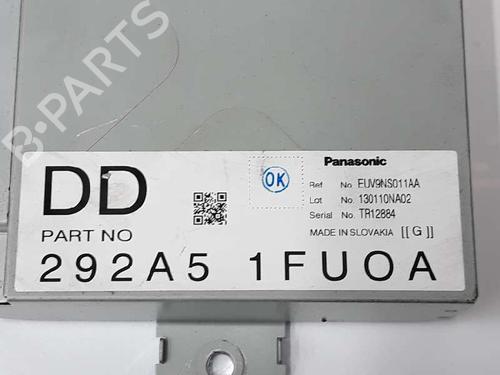 B-PARTS
DD
OK
Panasonic
Ref No. EUV9NS011AA
Lot No. 130110NA02
Serial No. TR12884
MADE IN SLOVAKIA [[G]]
PART NO
292A5 1FU0A